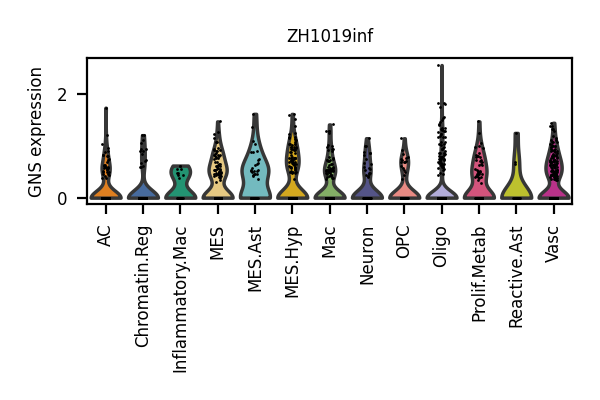 ZH1019inf
GNS expression
2
0
AC
Chromatin.Reg
Inflammatory.Mac
MES
MES.Ast
MES.Hyp
Mac
Neuron
OPC
Oligo
Prolif.Metab
Reactive.Ast
Vasc